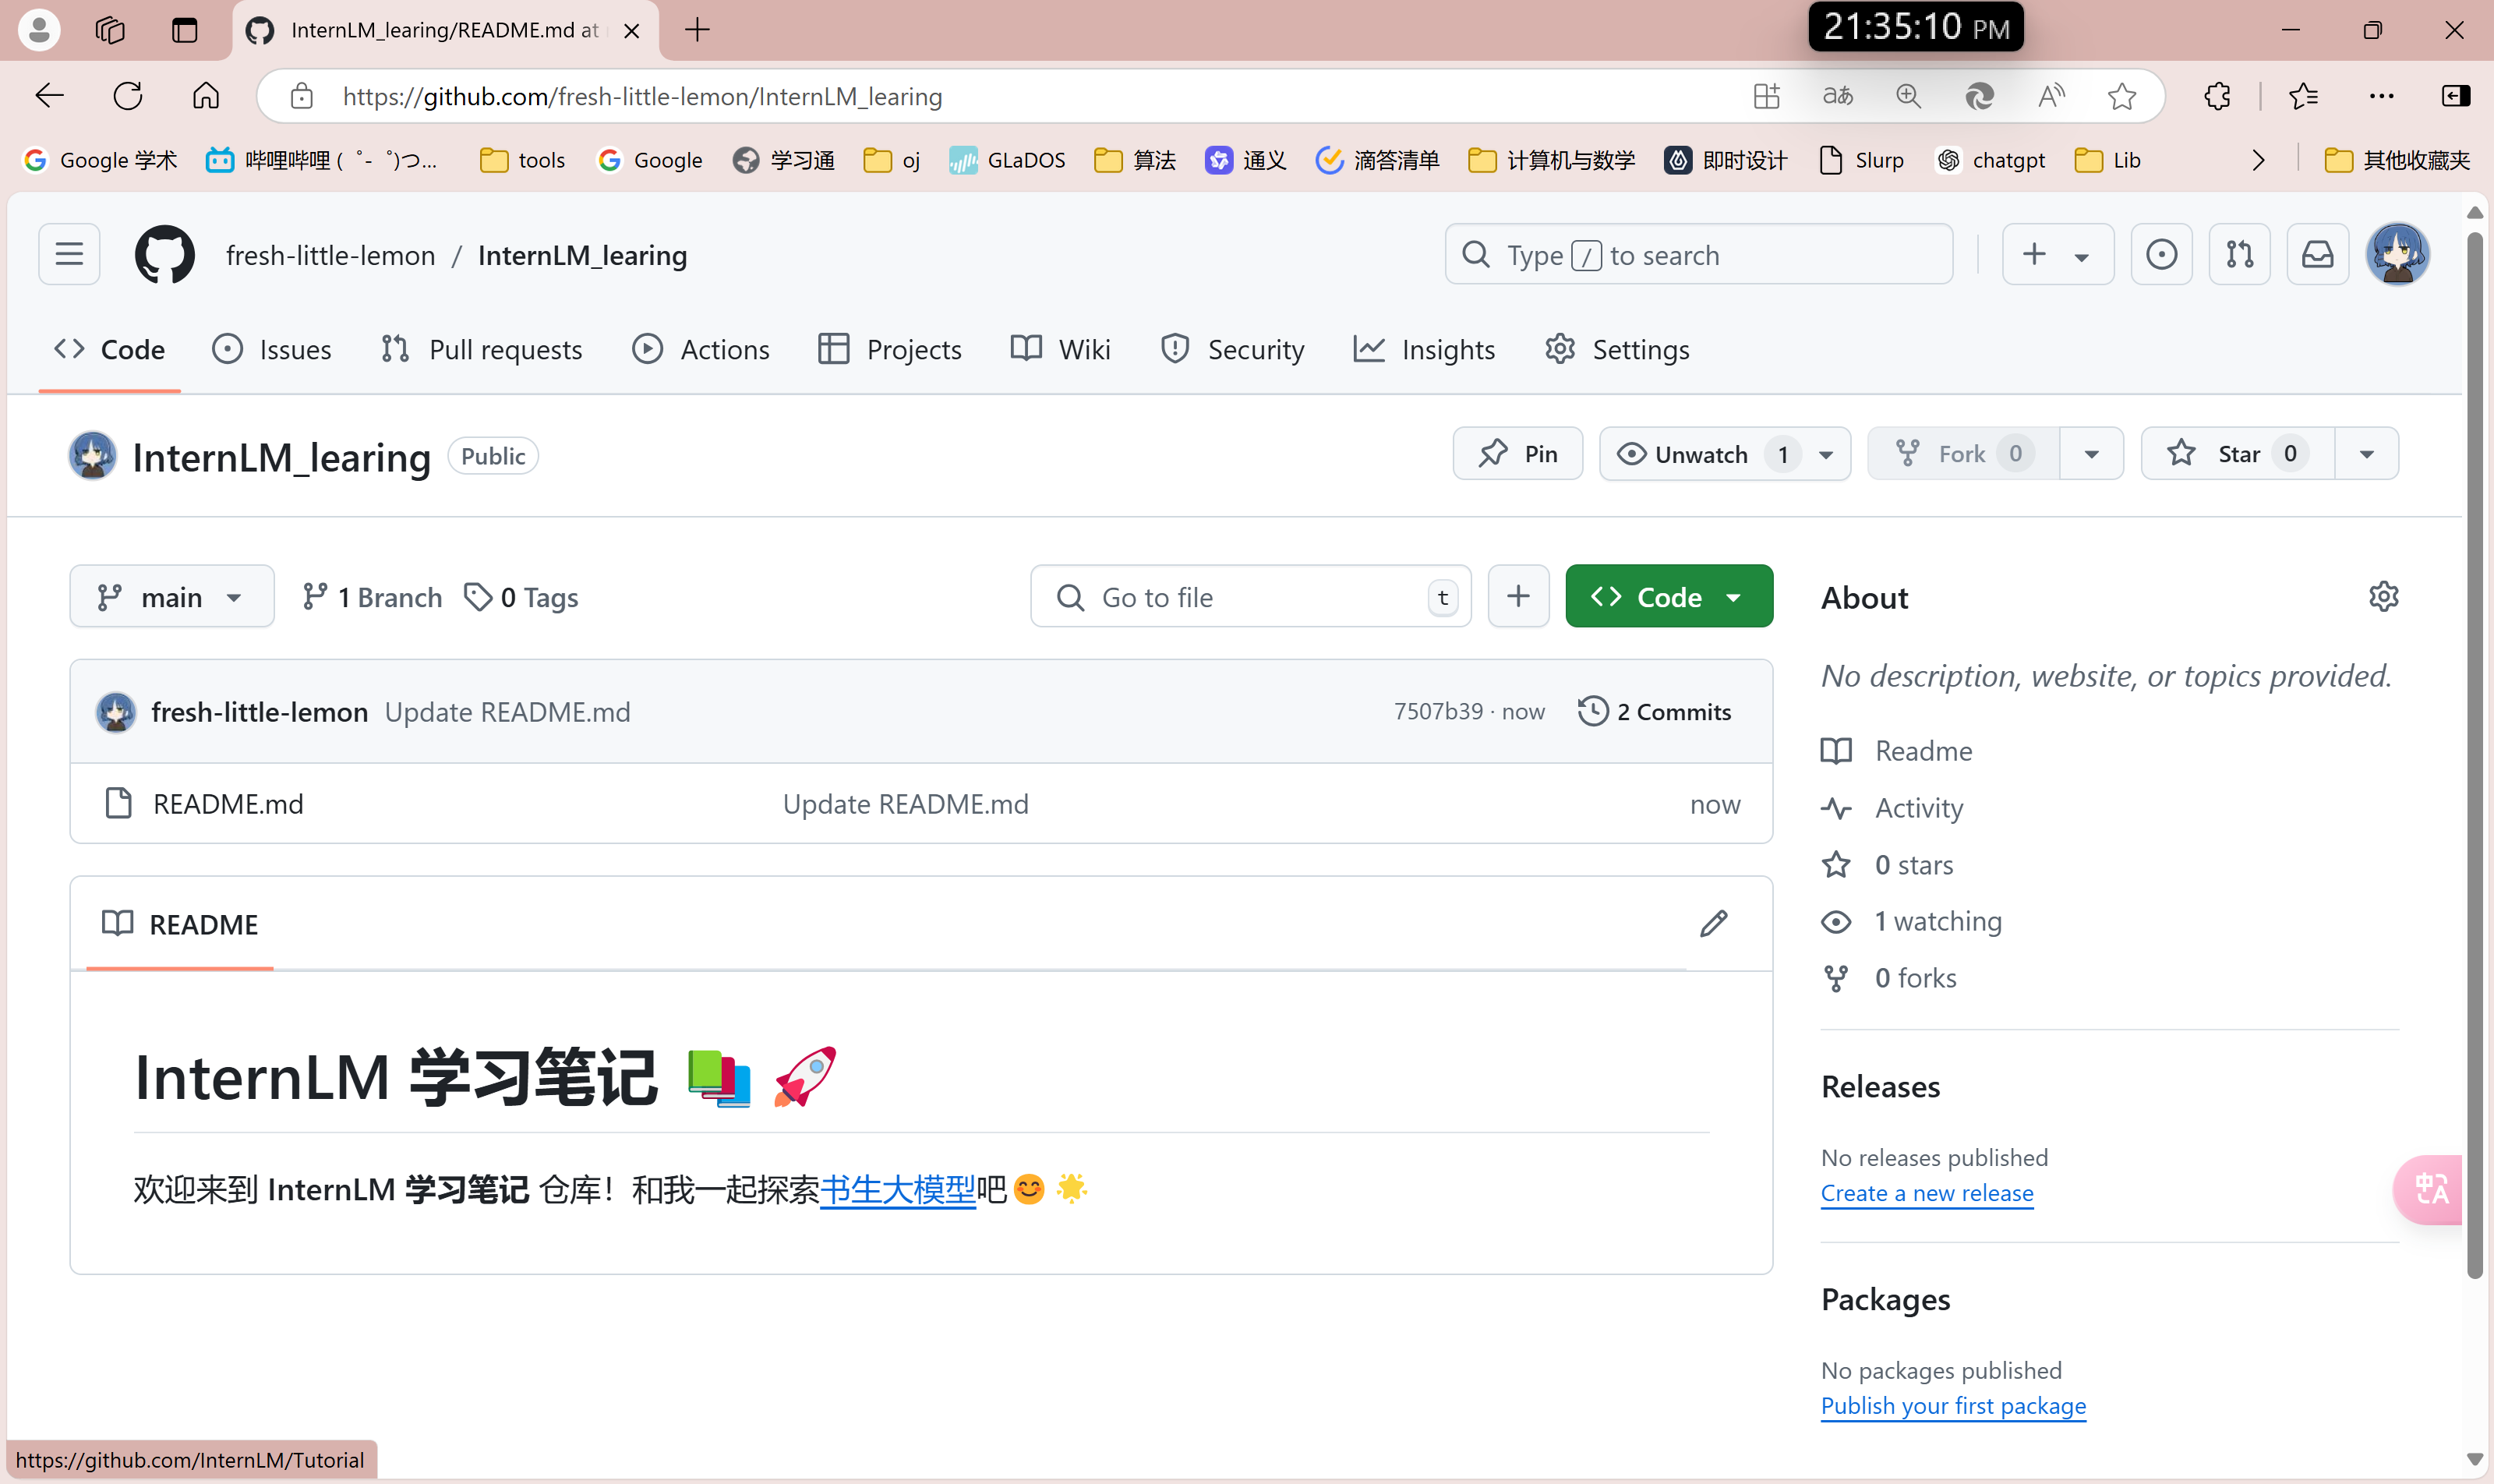 InternLM_learing/README.md at
21:35:10 PM
https://github.com/fresh-little-lemon/InternLM_learing
Google 学术 哔哩哔哩 ( ゜- ゜)つ… tools Google 学习通 oj GLaDOS 算法 通义 滴答清单 计算机与数学 即时设计 Slurp chatgpt Lib 其他收藏夹
fresh-little-lemon / InternLM_learing Type / to search
Code Issues Pull requests Actions Projects Wiki Security Insights Settings
InternLM_learing Public Pin Unwatch 1 Fork 0 Star 0
main 1 Branch 0 Tags Go to file t + Code
fresh-little-lemon Update README.md 7507b39 · now 2 Commits
README.md Update README.md now
README
InternLM 学习笔记 📚 🚀
欢迎来到 InternLM 学习笔记 仓库！和我一起探索书生大模型吧😊 🌟
About
No description, website, or topics provided.
Readme
Activity
0 stars
1 watching
0 forks
Releases
No releases published
Create a new release
Packages
No packages published
Publish your first package
中A
https://github.com/InternLM/Tutorial